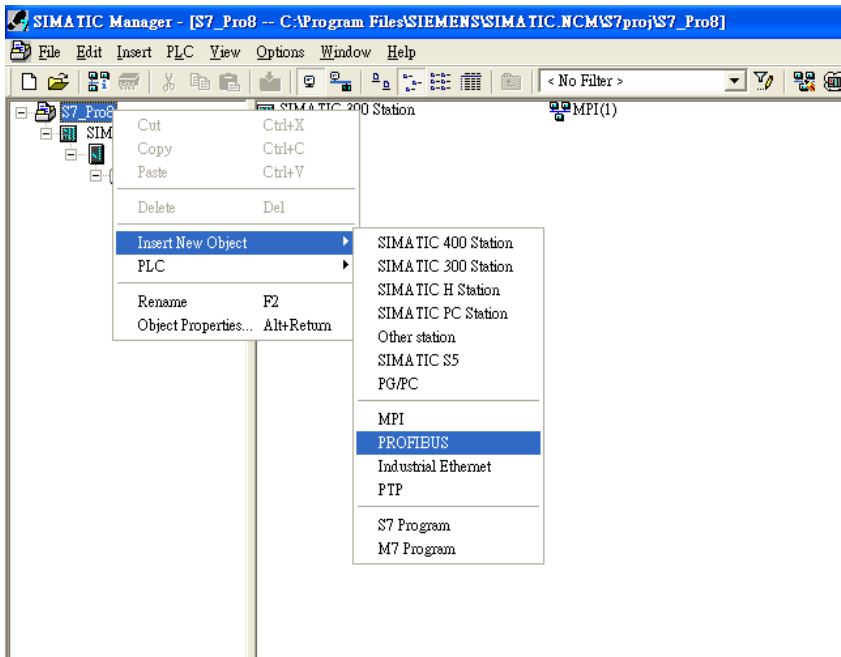 SIMATIC Manager - [S7_Pro8 -- C:\Program Files\SIEMENS\SIMATIC.NCM\S7proj\S7_Pro8]
File Edit Insert PLC View Options Window Help
< No Filter >
S7_Pro8
SIM
SIMATIC 300 Station
MPI(1)
Cut Ctrl+X
Copy Ctrl+C
Paste Ctrl+V
Delete Del
Insert New Object
PLC
Rename F2
Object Properties... Alt+Return
SIMATIC 400 Station
SIMATIC 300 Station
SIMATIC H Station
SIMATIC PC Station
Other station
SIMATIC S5
PG/PC
MPI
PROFIBUS
Industrial Ethernet
PTP
S7 Program
M7 Program